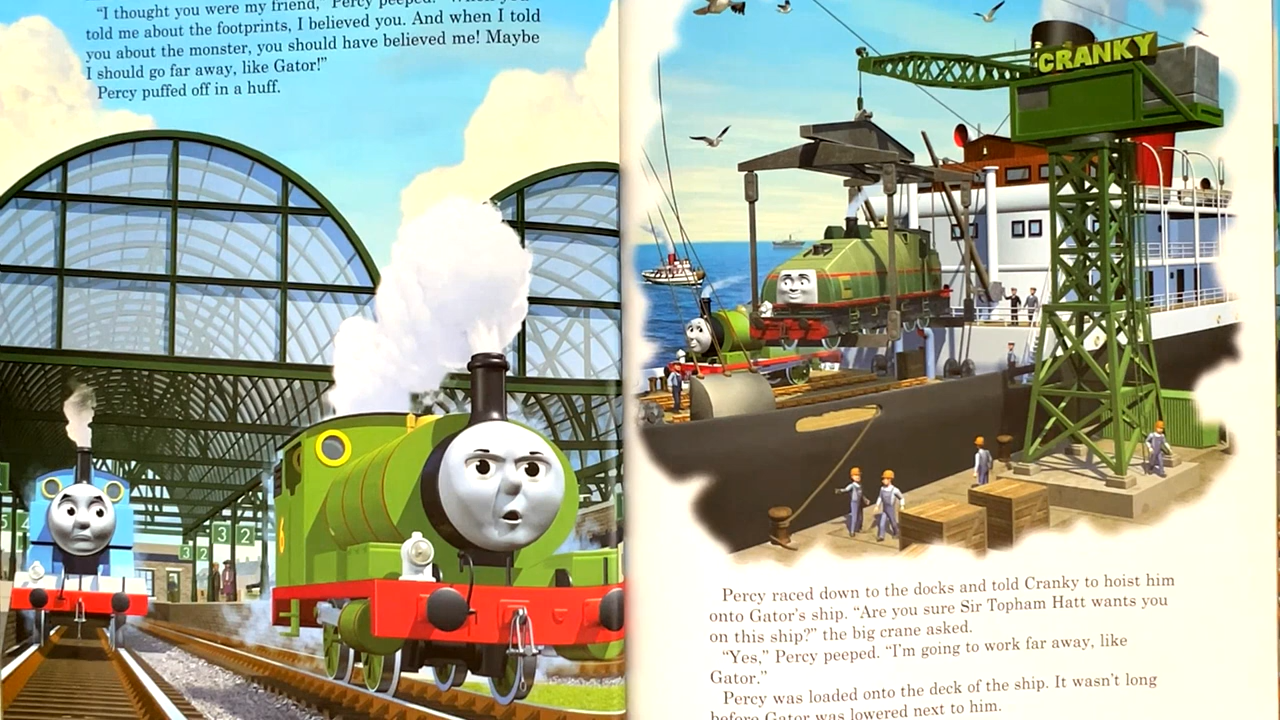 "I thought you were my friend," Percy peeped.
told me about the footprints, I believed you. And when I told
you about the monster, you should have believed me! Maybe
I should go far away, like Gator!"
Percy puffed off in a huff.
3 2
3 2
6
CRANKY
Percy raced down to the docks and told Cranky to hoist him
onto Gator's ship. "Are you sure Sir Topham Hatt wants you
on this ship?" the big crane asked.
"Yes," Percy peeped. "I'm going to work far away, like
Gator."
Percy was loaded onto the deck of the ship. It wasn't long
before Gator was lowered next to him.